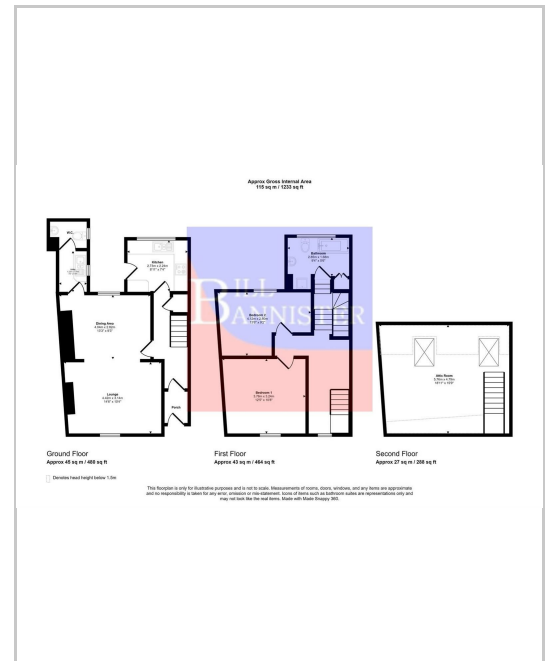 Approx Gross Internal Area
115 sq m / 1233 sq ft
W.C.
Kitchen
Bathroom
Dining Area
Bedroom 2
BILL
BANNISTER
Lounge
Porch
Bedroom 1
Attic Room
Ground Floor
Approx 45 sq m / 488 sq ft
First Floor
Approx 43 sq m / 464 sq ft
Second Floor
Approx 27 sq m / 286 sq ft
Denotes head height below 1.5m
This floorplan is only for illustrative purposes and is not to scale. Measurements of rooms, doors, windows, and any items are approximate
and no responsibility is taken for any error, omission or mis-statement. Icons of items such as bathroom suites are representations only and
may not look like the real items. Made with Made Snappy 360.